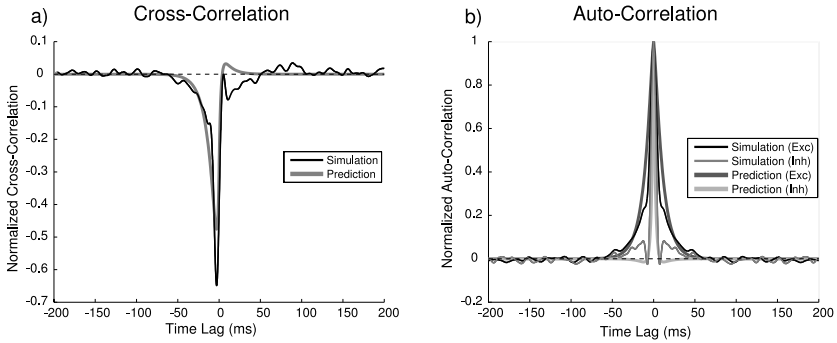 a)
Cross-Correlation
0.1
0
-0.1
-0.2
-0.3
-0.4
-0.5
-0.6
-0.7
Normalized Cross-Correlation
Simulation
Prediction
-200 -150 -100 -50 0 50 100 150 200
Time Lag (ms)
b)
Auto-Correlation
1
0.8
0.6
0.4
0.2
0
-0.2
Normalized Auto-Correlation
Simulation (Exc)
Simulation (Inh)
Prediction (Exc)
Prediction (Inh)
-200 -150 -100 -50 0 50 100 150 200
Time Lag (ms)